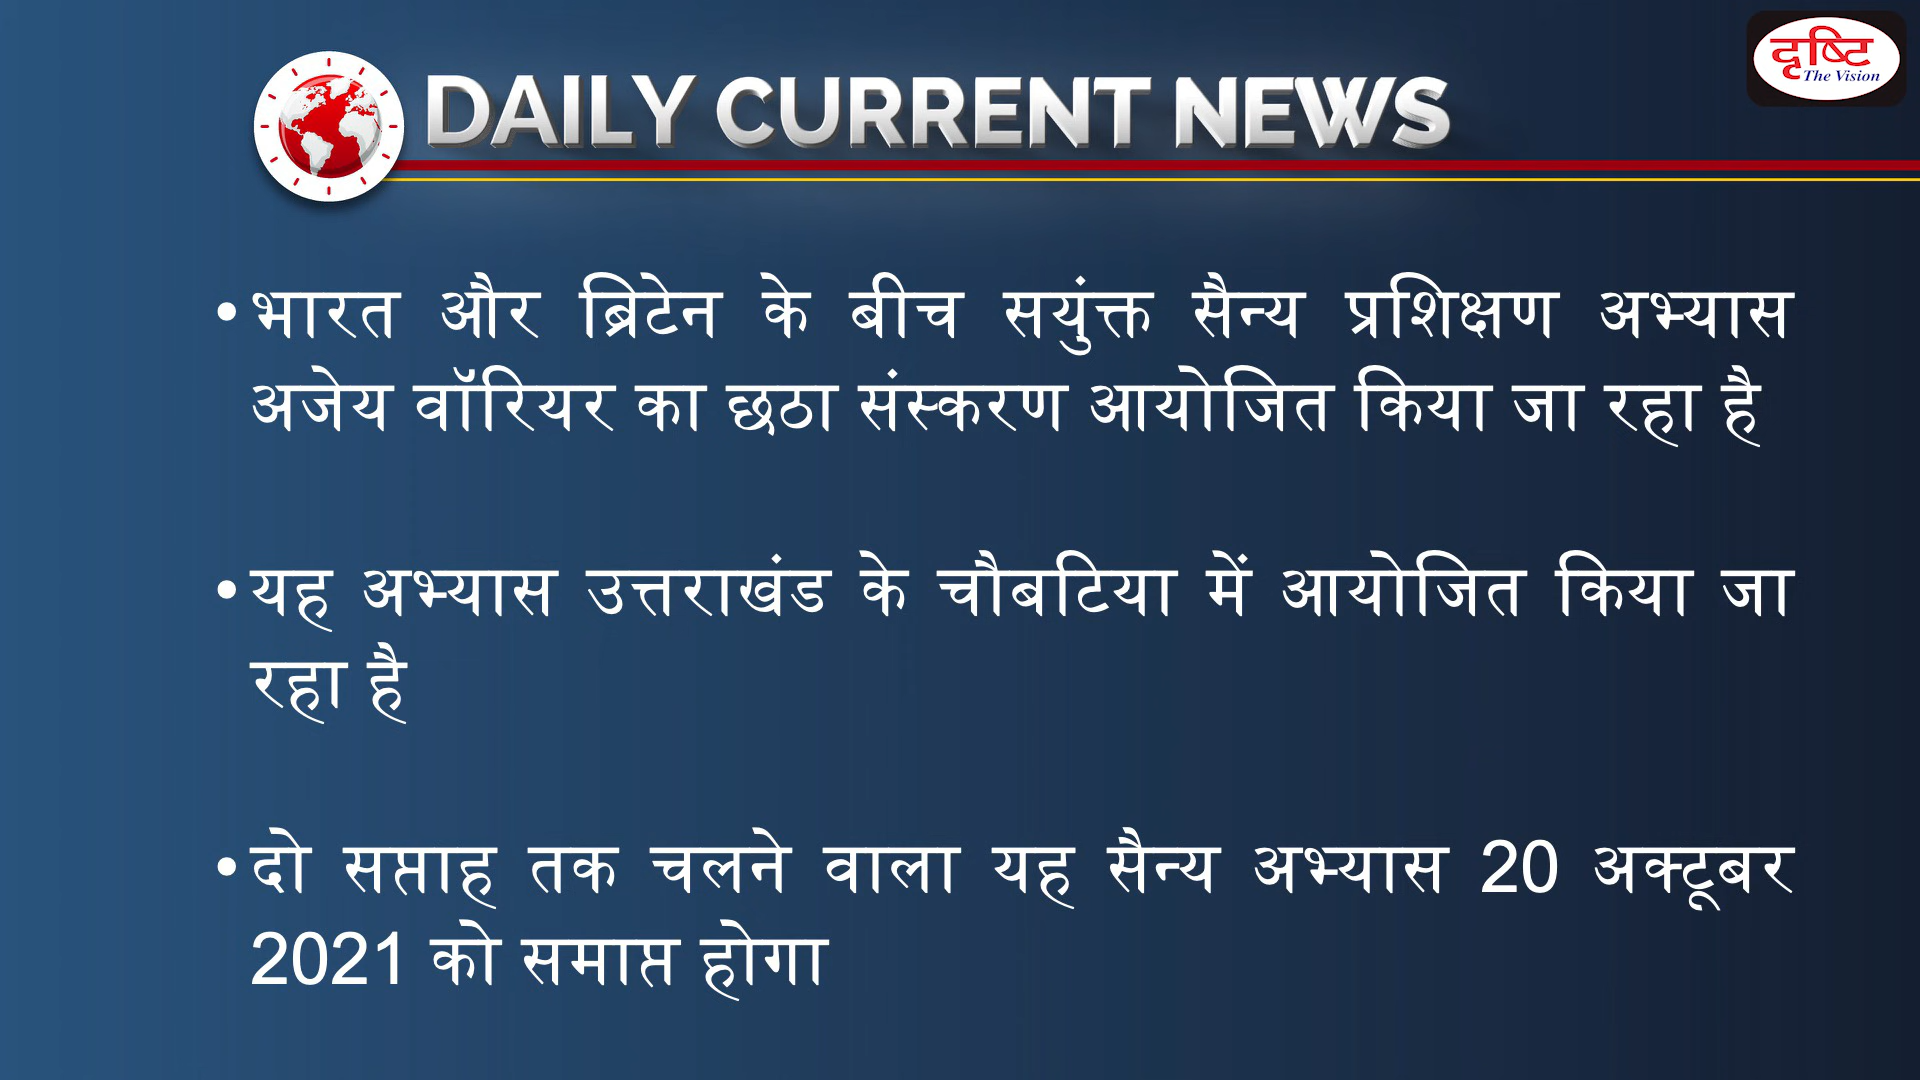 DAILY CURRENT NEWS
दृष्टि
The Vision
• भारत और ब्रिटेन के बीच सयुंक्त सैन्य प्रशिक्षण अभ्यास
अजेय वॉरियर का छठा संस्करण आयोजित किया जा रहा है
• यह अभ्यास उत्तराखंड के चौबटिया में आयोजित किया जा
रहा है
• दो सप्ताह तक चलने वाला यह सैन्य अभ्यास 20 अक्टूबर
2021 को समाप्त होगा